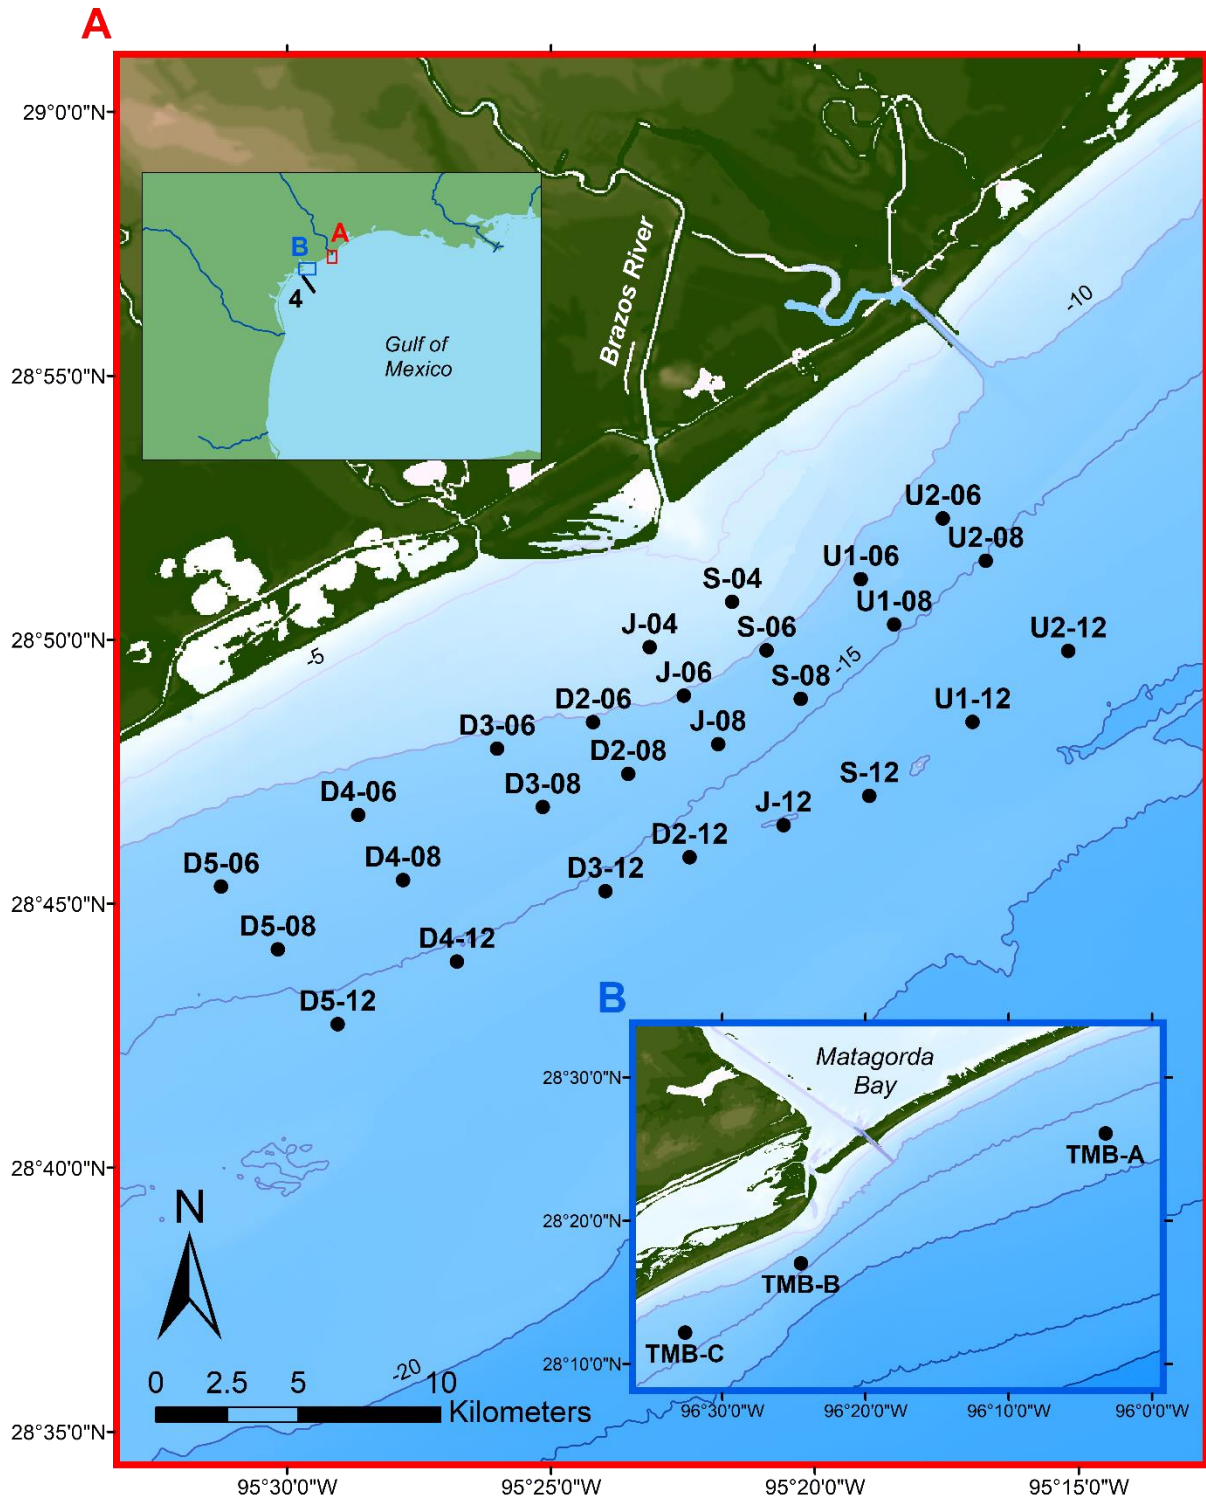 A
29°0'0"N
28°55'0"N
28°50'0"N
28°45'0"N
28°40'0"N
28°35'0"N
B
A
4
Gulf of
Mexico
Brazos River
-10
-5
-15
-20
U2-06
U2-08
U1-06
U1-08
U2-12
U1-12
S-04
S-06
S-08
S-12
J-04
J-06
J-08
J-12
D2-06
D2-08
D2-12
D3-06
D3-08
D3-12
D4-06
D4-08
D4-12
D5-06
D5-08
D5-12
N
0 2.5 5 10
Kilometers
B
Matagorda
Bay
28°30'0"N
28°20'0"N
28°10'0"N
TMB-A
TMB-B
TMB-C
96°30'0"W 96°20'0"W 96°10'0"W 96°0'0"W
95°30'0"W 95°25'0"W 95°20'0"W 95°15'0"W